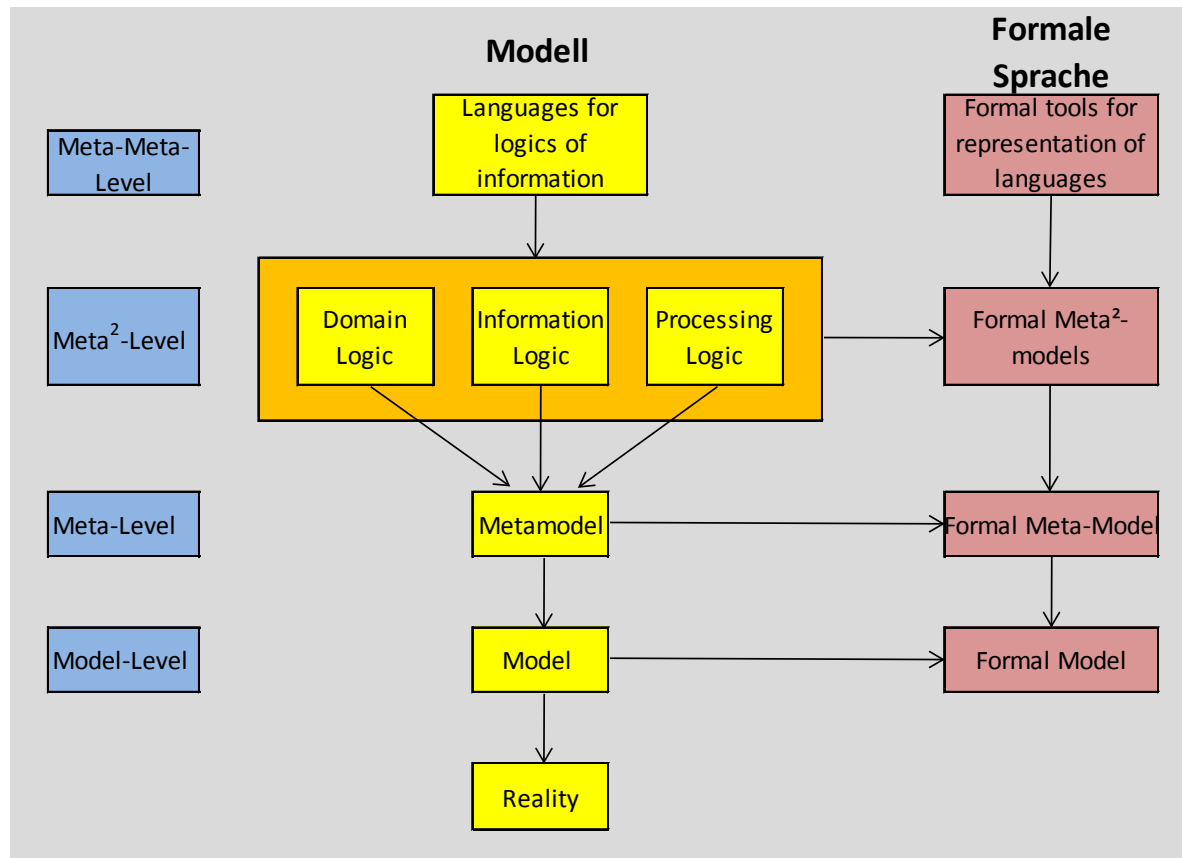 Modell
Formale
Sprache
Meta-Meta-
Level
Languages for
logics of
information
Formal tools for
representation of
languages
Meta²-Level
Domain
Logic
Information
Logic
Processing
Logic
Formal Meta²-
models
Meta-Level
Metamodel
Formal Meta-Model
Model-Level
Model
Formal Model
Reality